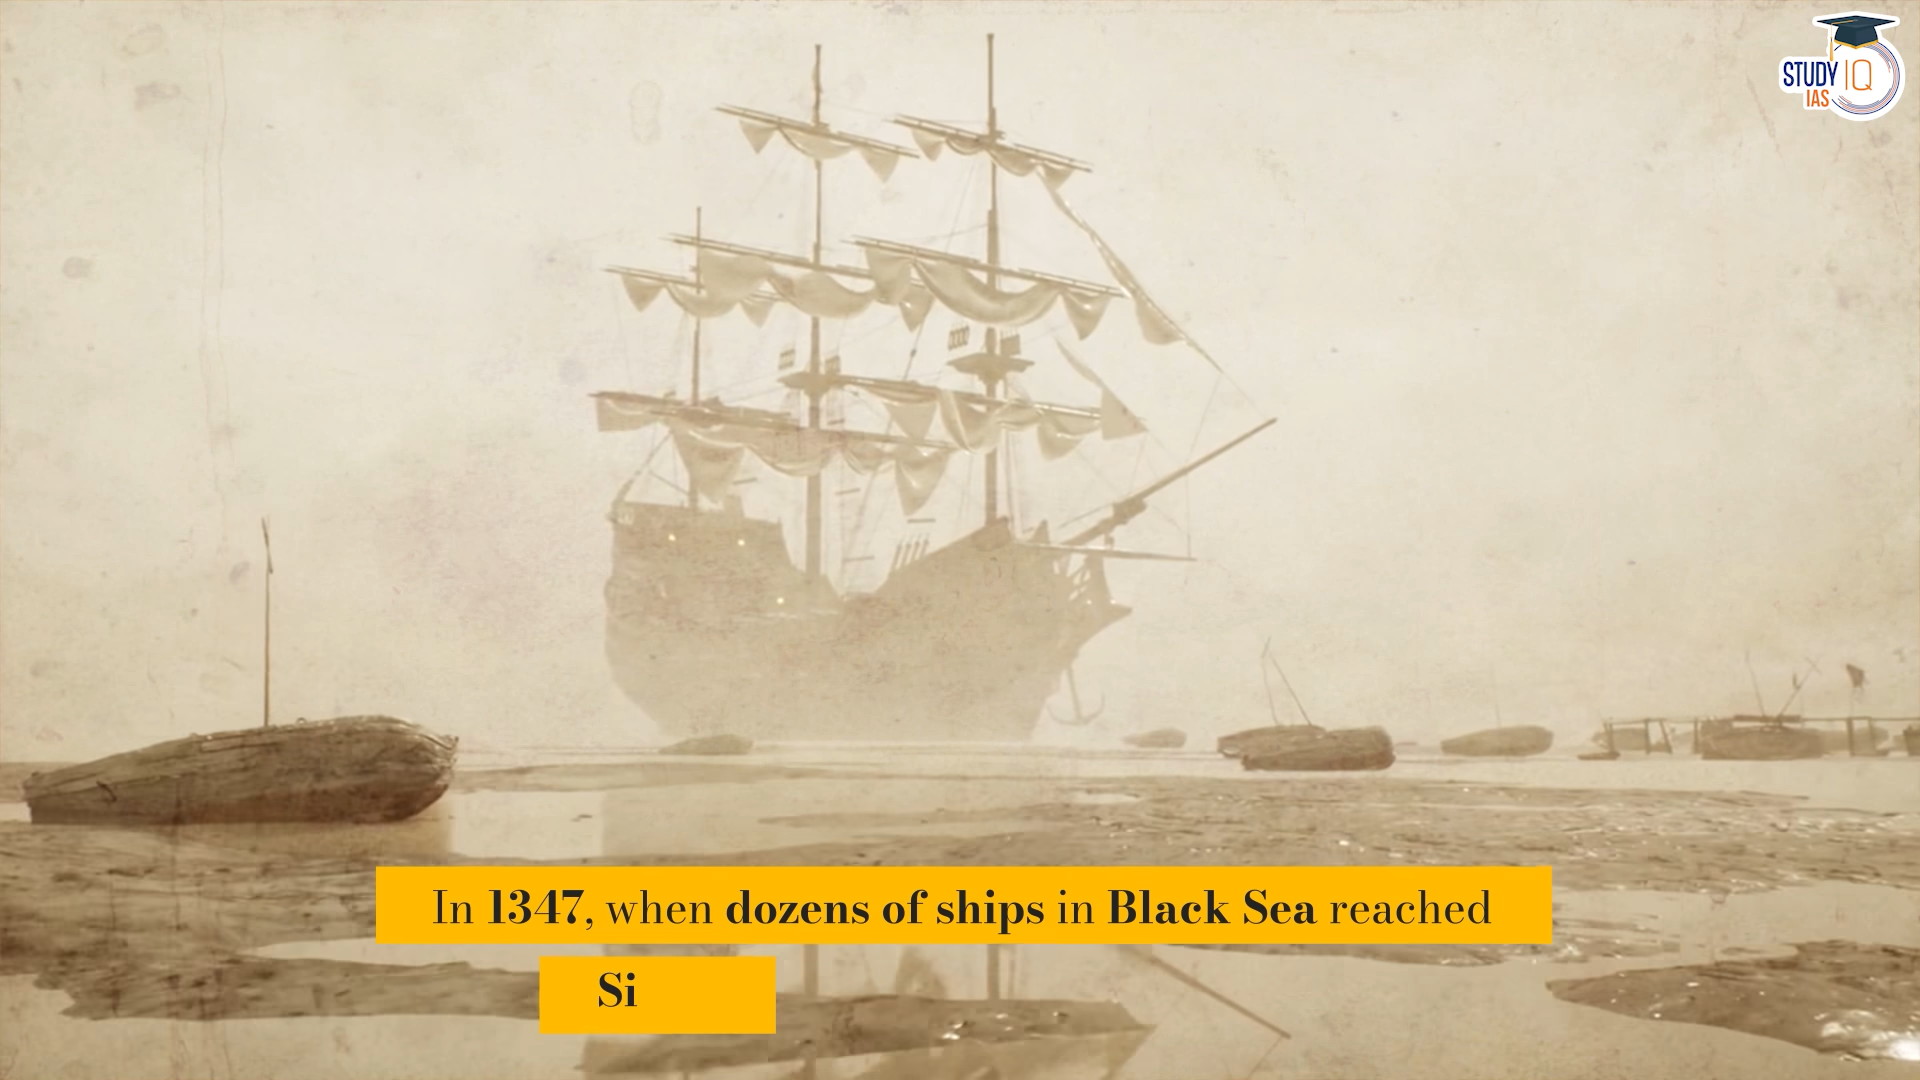 STUDY IQ
IAS
In 1347, when dozens of ships in Black Sea reached
Si